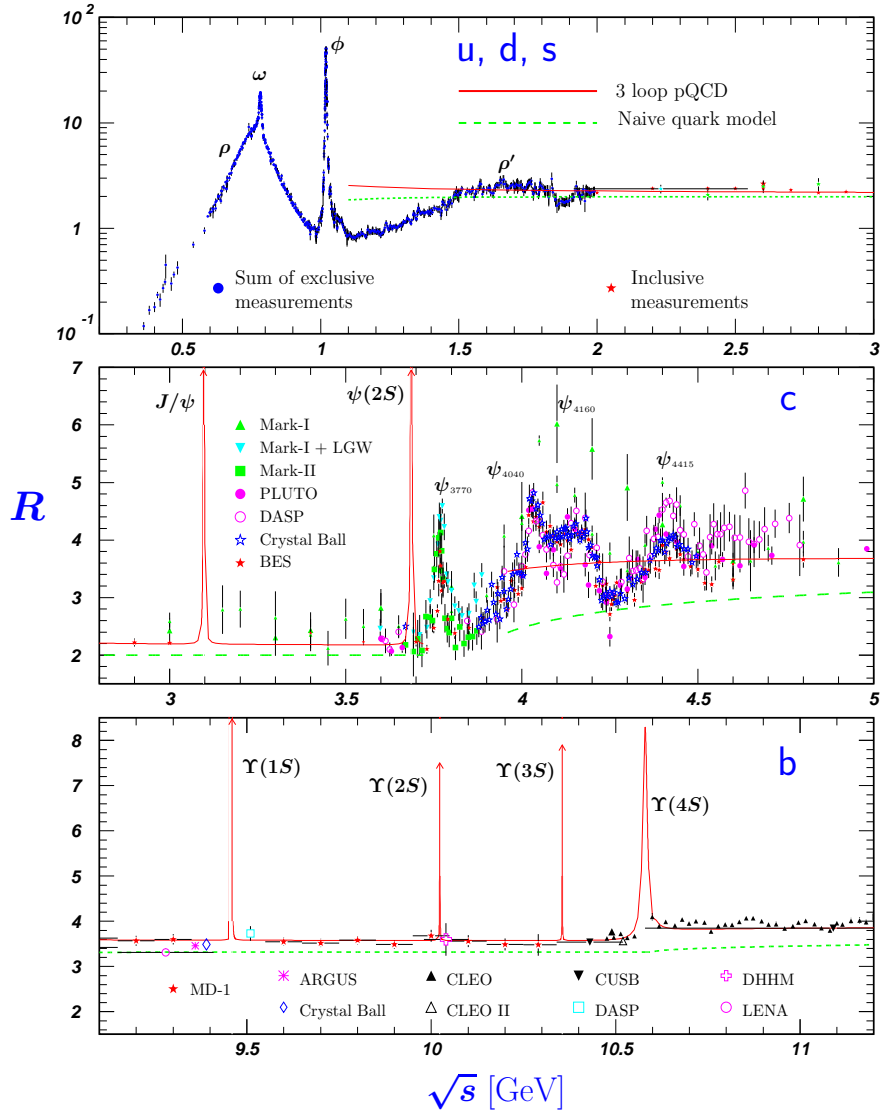 10 2
u, d, s
ϕ
ω
3 loop pQCD
10
Naive quark model
ρ
ρ′
1
Sum of exclusive
measurements
Inclusive
measurements
10 -1
0.5 1 1.5 2 2.5 3
R
7
J/ψ ψ(2S) c
ψ4160
6
Mark-I
Mark-I + LGW
Mark-II
5
PLUTO
ψ3770 ψ4040 ψ4415
DASP
4
Crystal Ball
BES
3
2
3 3.5 4 4.5 5
8
Υ(1S) Υ(2S) Υ(3S) b
7
Υ(4S)
6
5
4
3
MD-1 ARGUS CLEO CUSB DHHM
Crystal Ball CLEO II DASP LENA
2
9.5 10 10.5 11
√s [GeV]